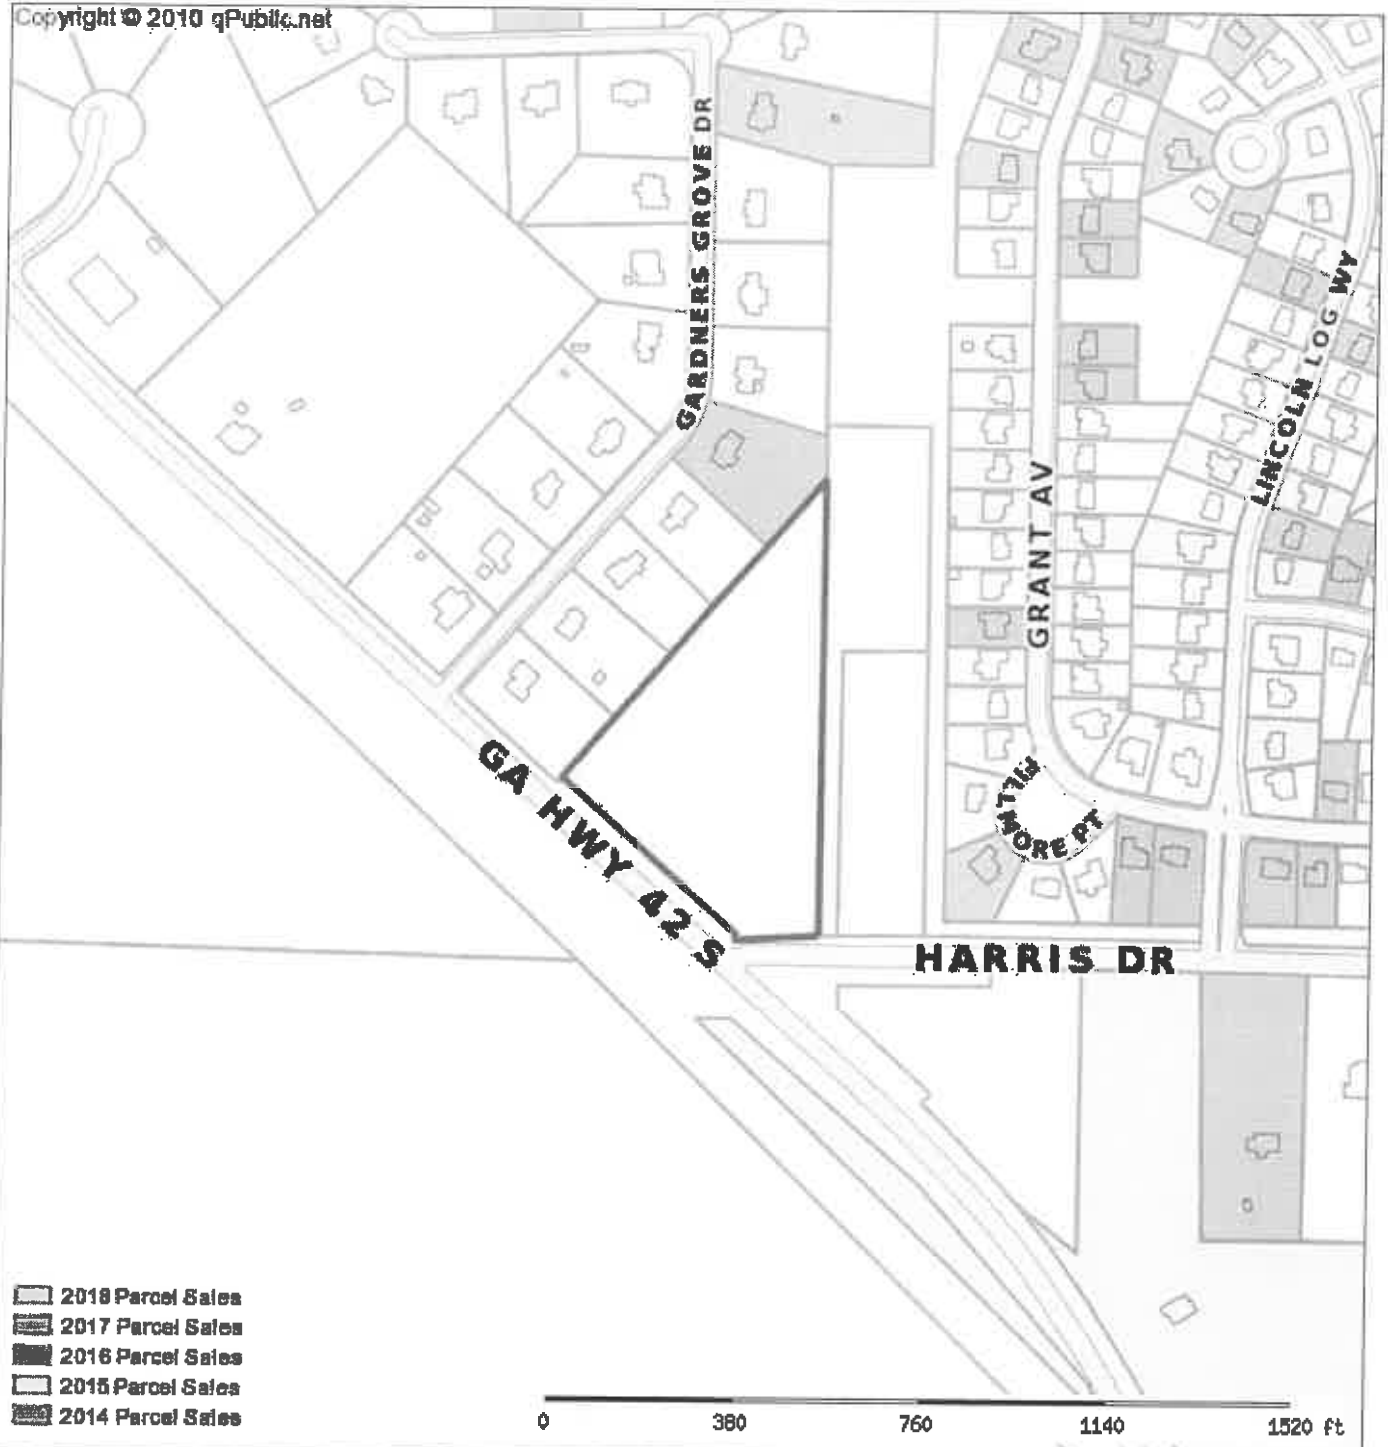 Copyright © 2010 qPublic.net
GARDNERS GROVE DR
LINCOLN LOG WY
GRANT AV
GA HWY 42 S
FILLMORE PT
HARRIS DR
2018 Parcel Sales
2017 Parcel Sales
2016 Parcel Sales
2015 Parcel Sales
2014 Parcel Sales
0 380 760 1140 1520 ft